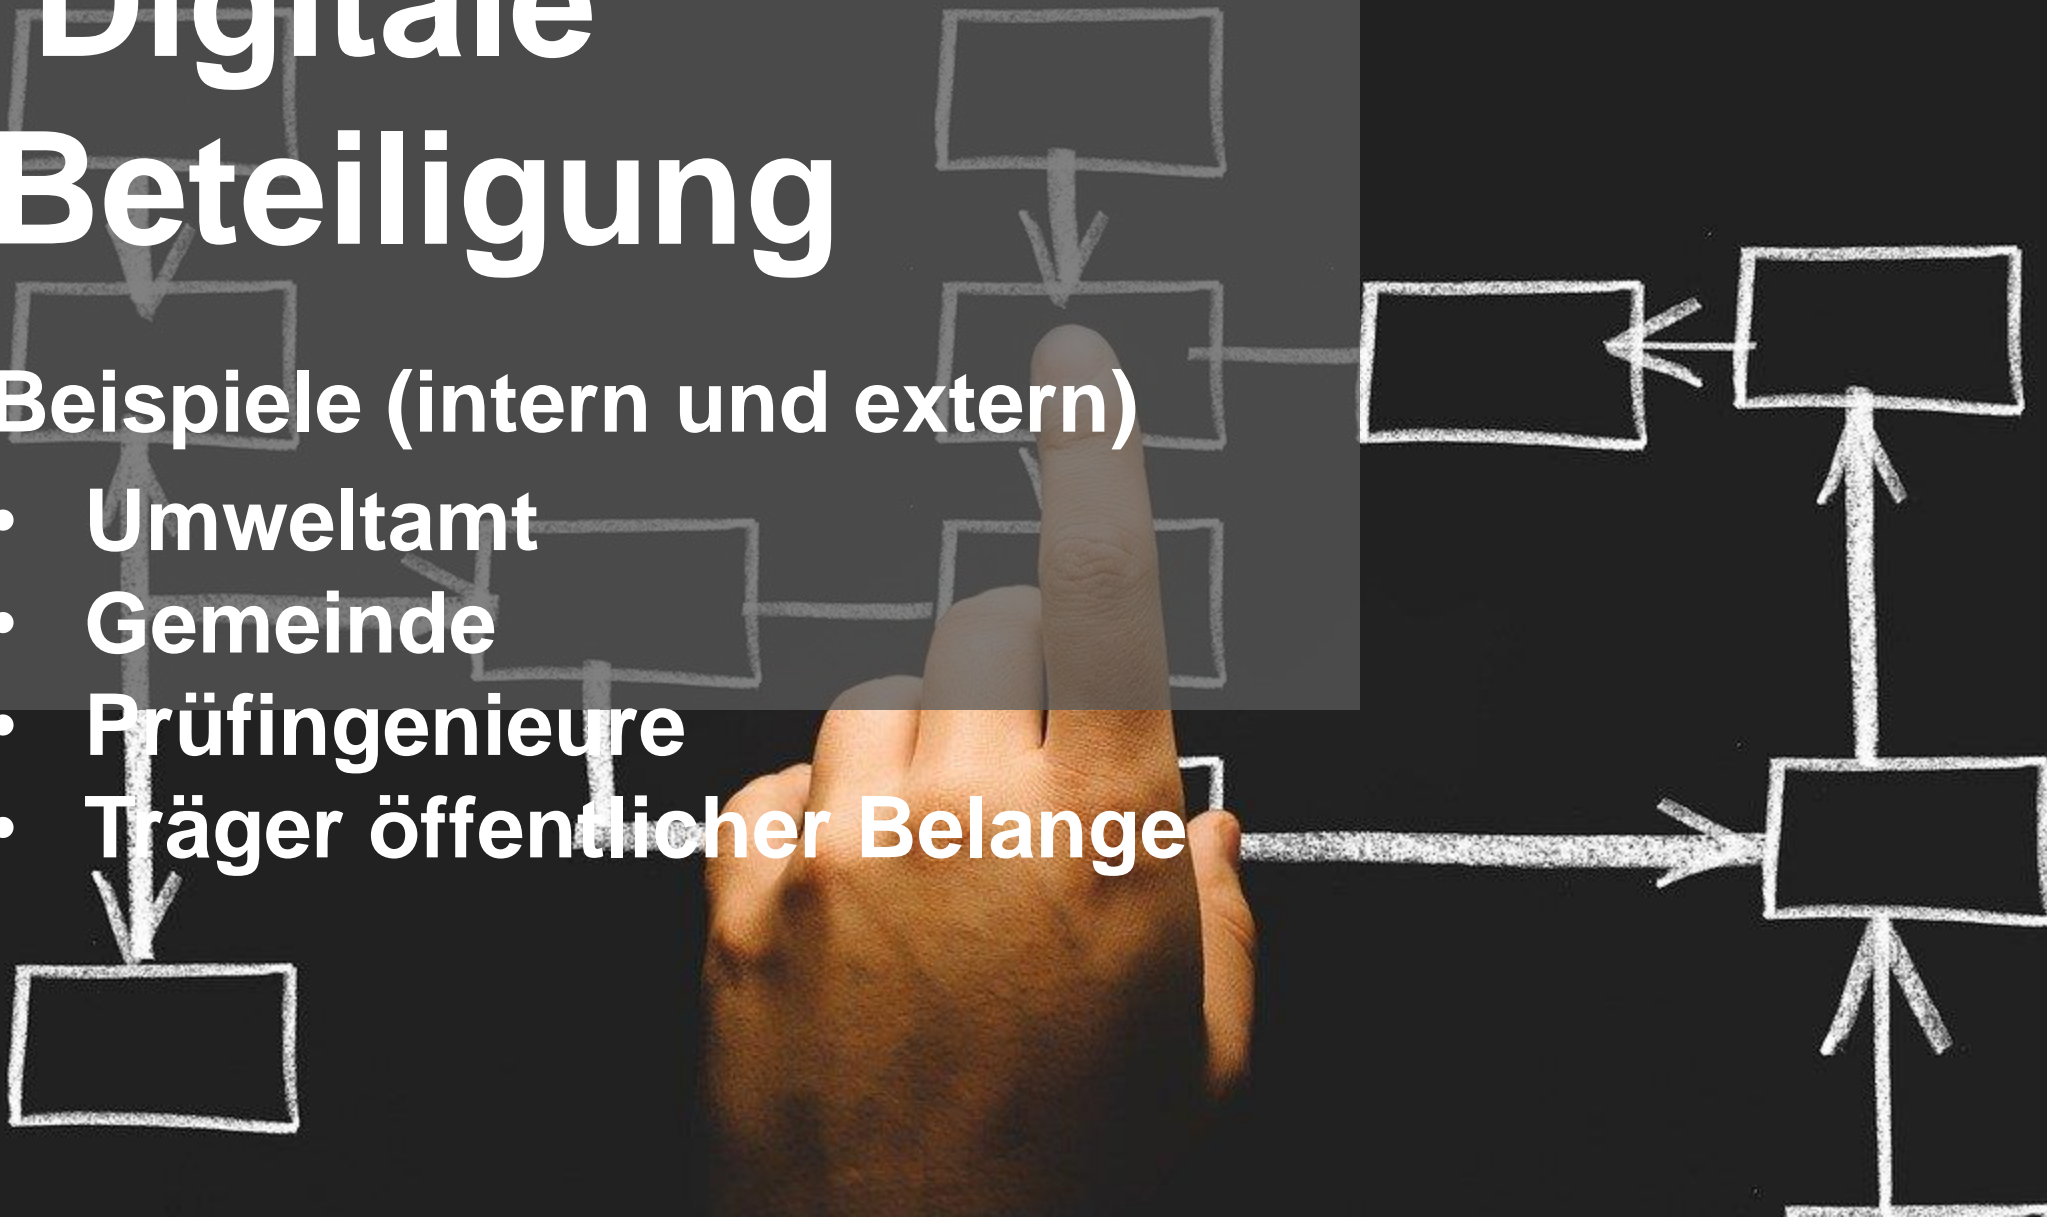 Digitale
Beteiligung
Beispiele (intern und extern)
• Umweltamt
• Gemeinde
• Prüfingenieure
• Träger öffentlicher Belange